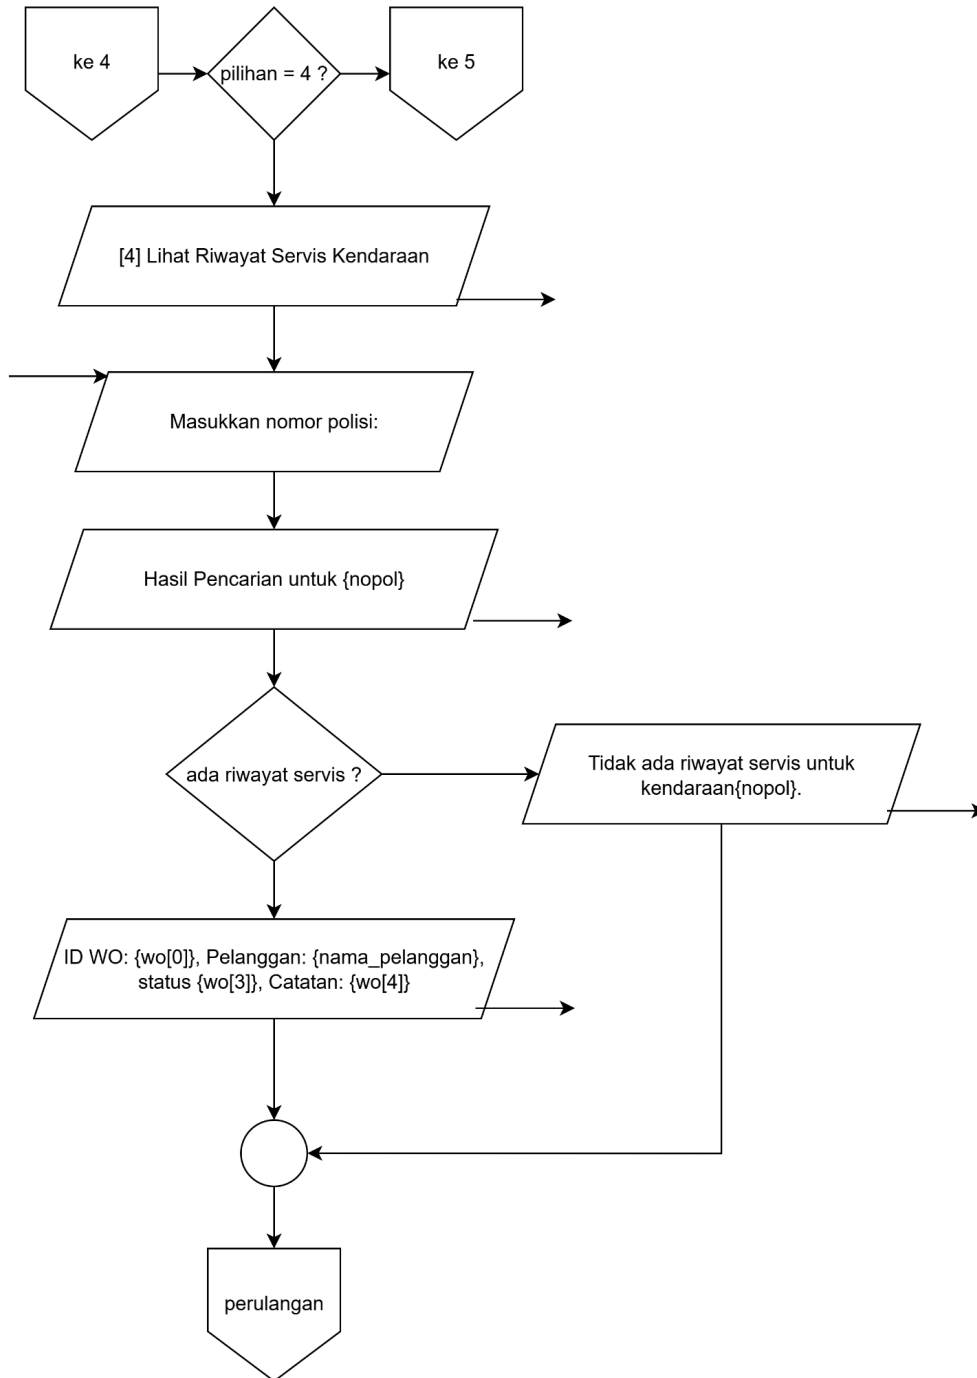 ke 4
pilihan = 4 ?
ke 5
[4] Lihat Riwayat Servis Kendaraan
Masukkan nomor polisi:
Hasil Pencarian untuk {nopol}
ada riwayat servis ?
Tidak ada riwayat servis untuk
kendaraan{nopol}.
ID WO: {wo[0]}, Pelanggan: {nama_pelanggan},
status {wo[3]}, Catatan: {wo[4]}
perulangan